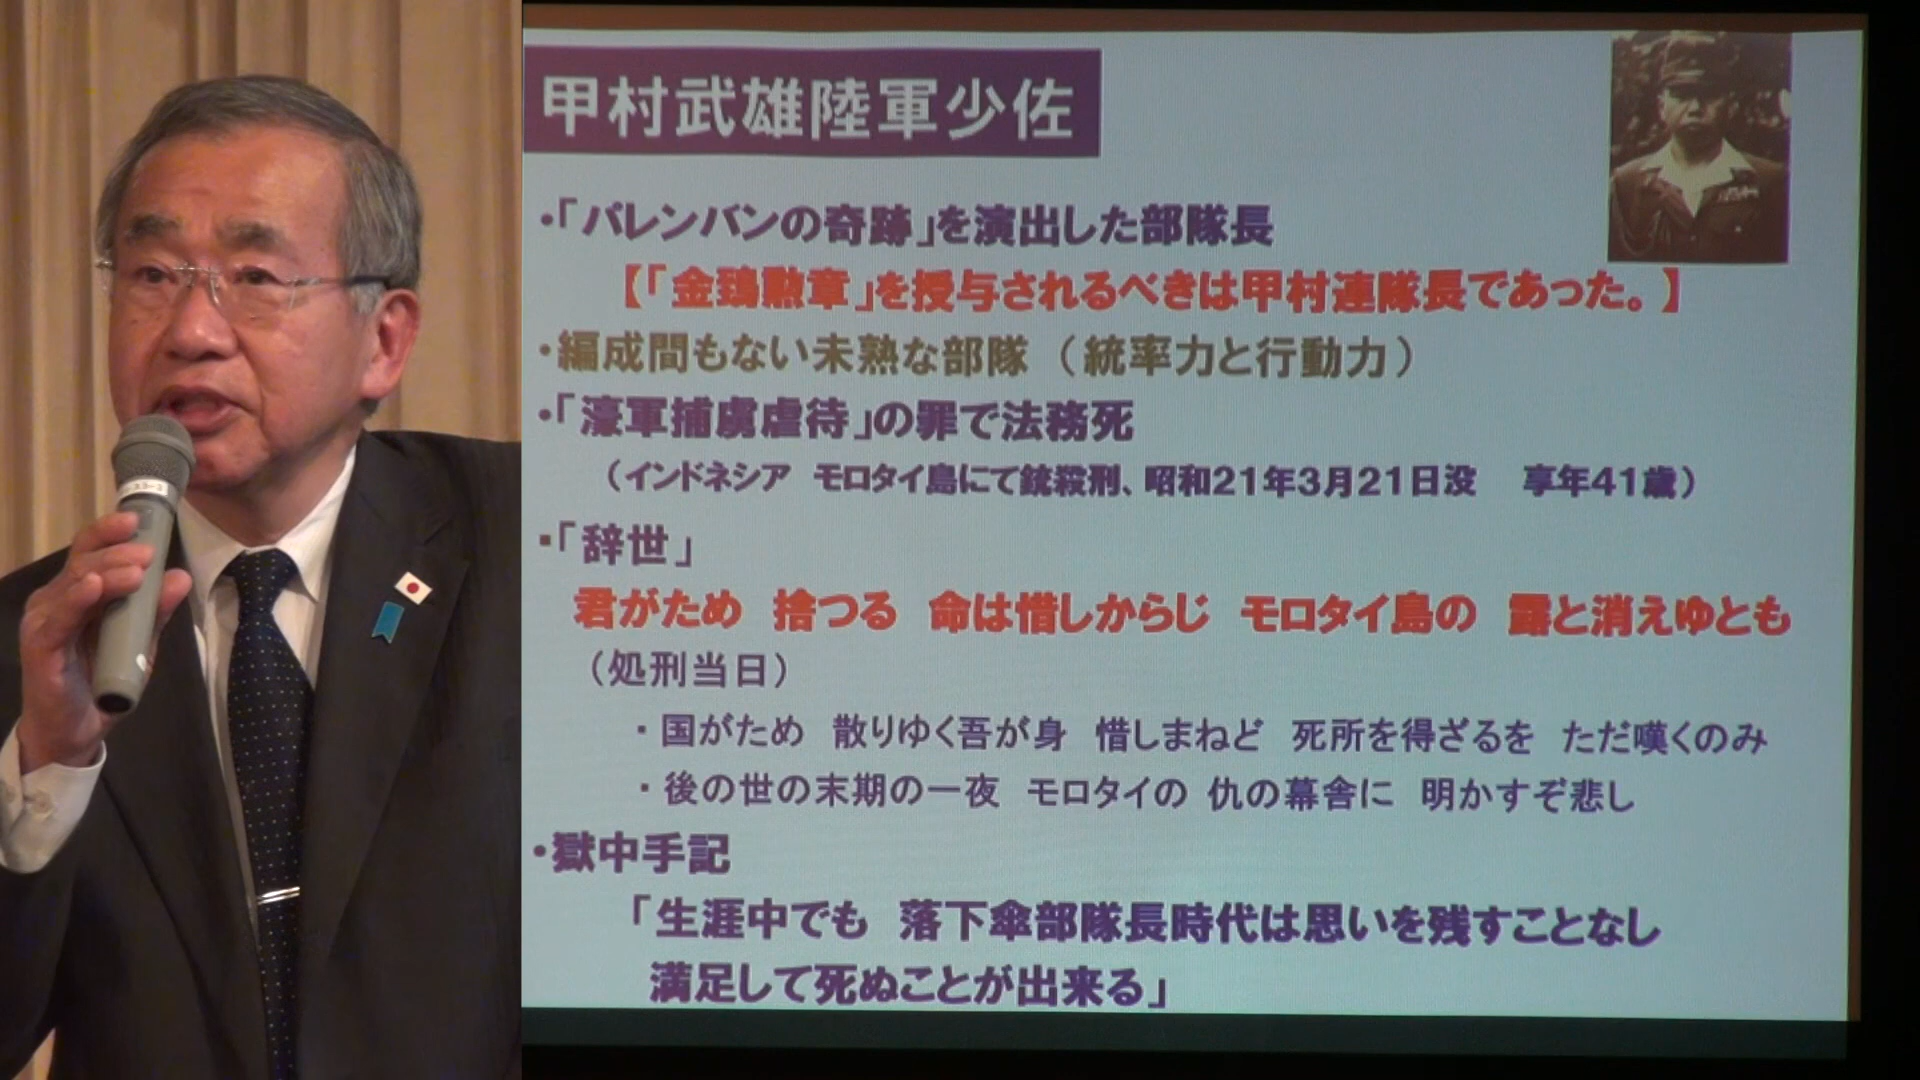 甲村武雄陸軍少佐
・「パレンバンの奇跡」を演出した部隊長
【「金鵄勲章」を授与されるべきは甲村連隊長であった。】
・編成間もない未熟な部隊 （統率力と行動力）
・「濠軍捕虜虐待」の罪で法務死
（インドネシア モロタイ島にて銃殺刑、昭和21年3月21日没 享年41歳）
・「辞世」
君がため 捨つる 命は惜しからじ モロタイ島の 露と消えゆとも
（処刑当日）
・国がため 散りゆく吾が身 惜しまねど 死所を得ざるを ただ嘆くのみ
・後の世の末期の一夜 モロタイの 仇の幕舎に 明かすぞ悲し
・獄中手記
「生涯中でも 落下傘部隊長時代は思いを残すことなし
満足して死ぬことが出来る」